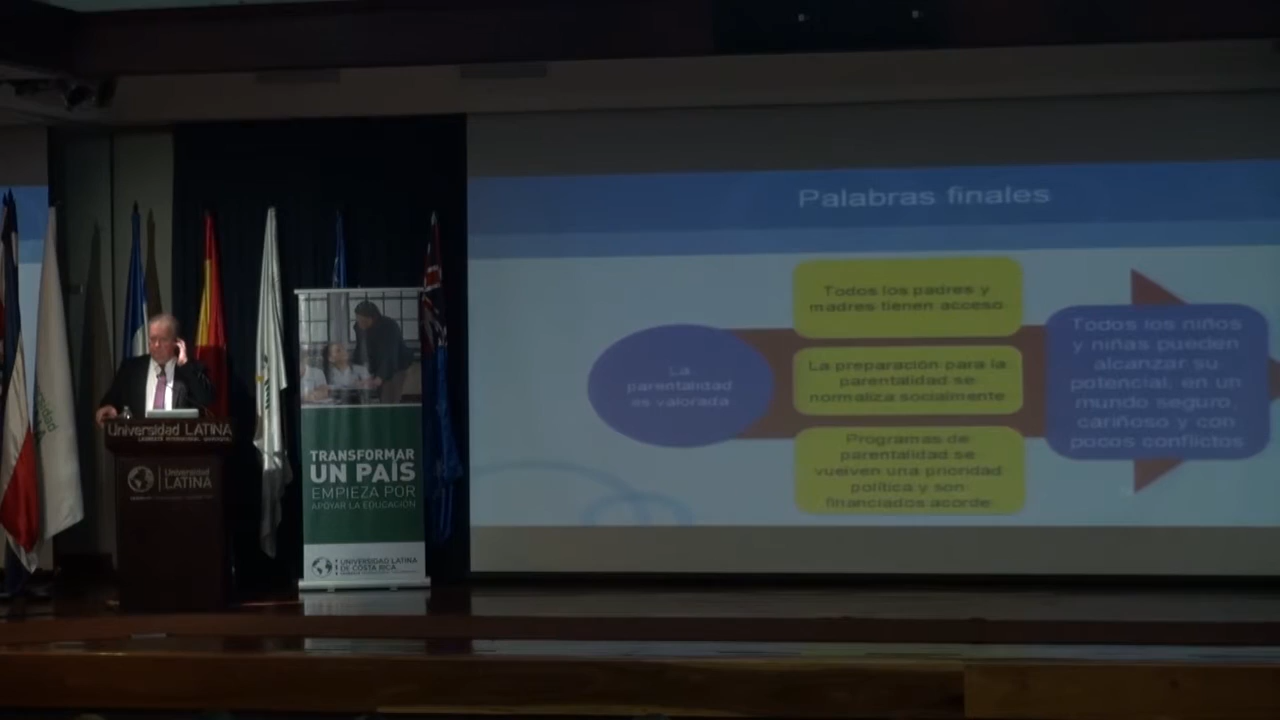 Palabras finales
Todos los padres y
madres tienen acceso
La
parentalidad
es valorada
La preparación para la
parentalidad se
normaliza socialmente
Programas de
parentalidad se
vuelven una prioridad
política y son
financiados acorde
Todos los niños
y niñas pueden
alcanzar su
potencial, en un
mundo seguro,
cariñoso y con
pocos conflictos
TRANSFORMAR
UN PAÍS
EMPIEZA POR
APOYAR LA EDUCACIÓN
UNIVERSIDAD LATINA
DE COSTA RICA
Universidad LATINA
LAUREATE INTERNATIONAL UNIVERSITIES
Universidad
LATINA